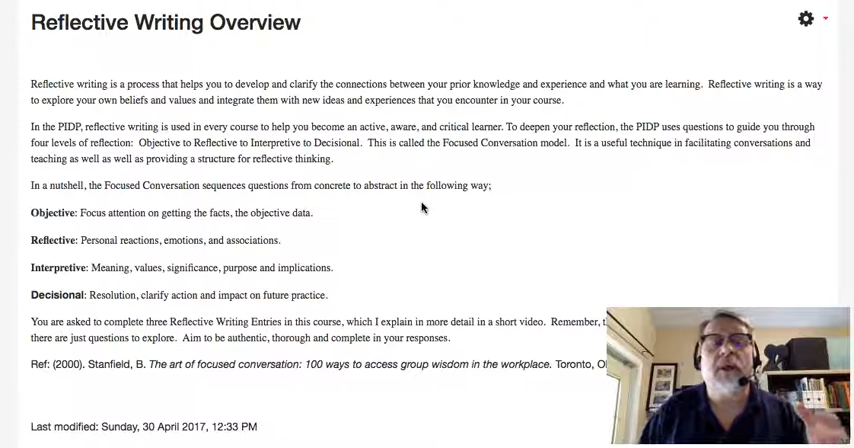 Reflective Writing Overview
Reflective writing is a process that helps you to develop and clarify the connections between your prior knowledge and experience and what you are learning. Reflective writing is a way
to explore your own beliefs and values and integrate them with new ideas and experiences that you encounter in your course.
In the PIDP, reflective writing is used in every course to help you become an active, aware, and critical learner. To deepen your reflection, the PIDP uses questions to guide you through
four levels of reflection: Objective to Reflective to Interpretive to Decisional. This is called the Focused Conversation model. It is a useful technique in facilitating conversations and
teaching as well as well as providing a structure for reflective thinking.
In a nutshell, the Focused Conversation sequences questions from concrete to abstract in the following way;
Objective: Focus attention on getting the facts, the objective data.
Reflective: Personal reactions, emotions, and associations.
Interpretive: Meaning, values, significance, purpose and implications.
Decisional: Resolution, clarify action and impact on future practice.
You are asked to complete three Reflective Writing Entries in this course, which I explain in more detail in a short video. Remember,
there are just questions to explore. Aim to be authentic, thorough and complete in your responses.
Ref: (2000). Stanfield, B. The art of focused conversation: 100 ways to access group wisdom in the workplace. Toronto,
Last modified: Sunday, 30 April 2017, 12:33 PM